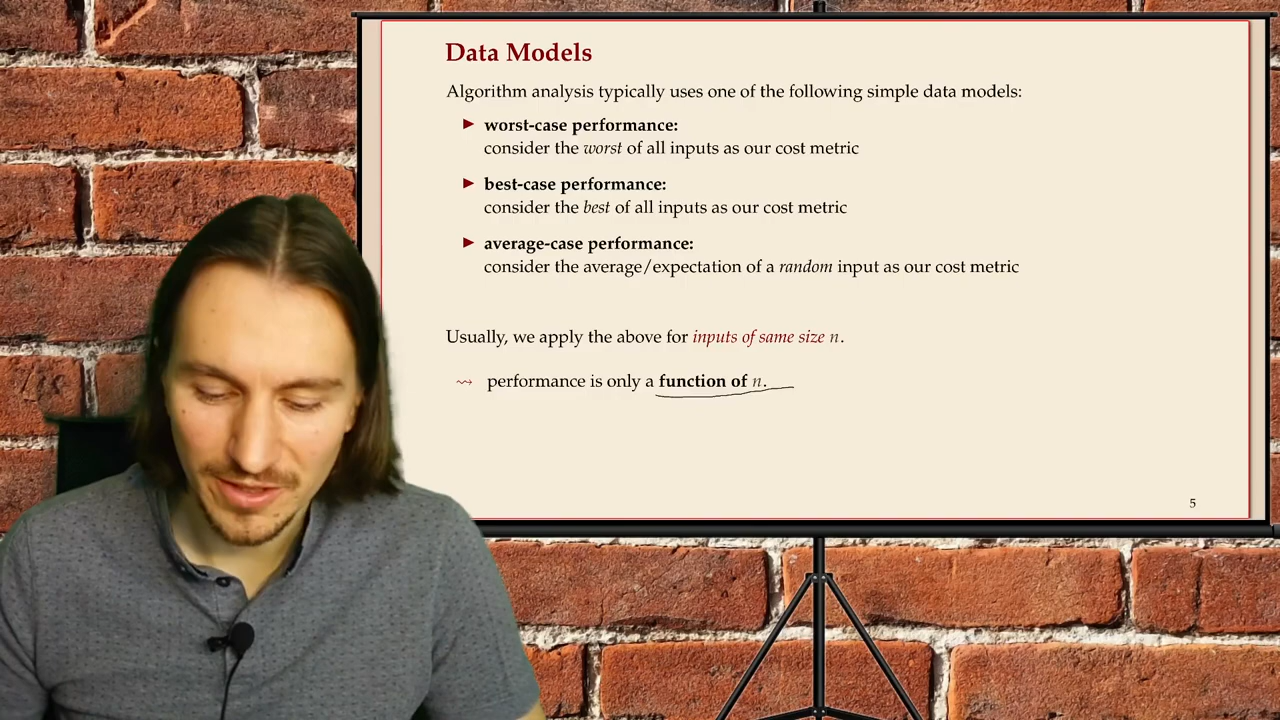 Data Models
Algorithm analysis typically uses one of the following simple data models:
▶ worst-case performance:
consider the worst of all inputs as our cost metric
▶ best-case performance:
consider the best of all inputs as our cost metric
▶ average-case performance:
consider the average/expectation of a random input as our cost metric
Usually, we apply the above for inputs of same size n.
⇝ performance is only a function of n.
5